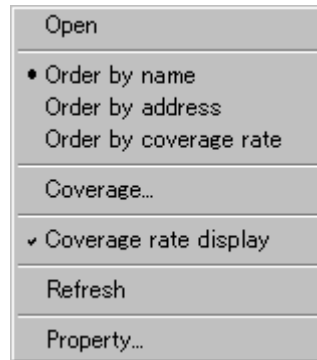 Open
Order by name
Order by address
Order by coverage rate
Coverage...
Coverage rate display
Refresh
Property...